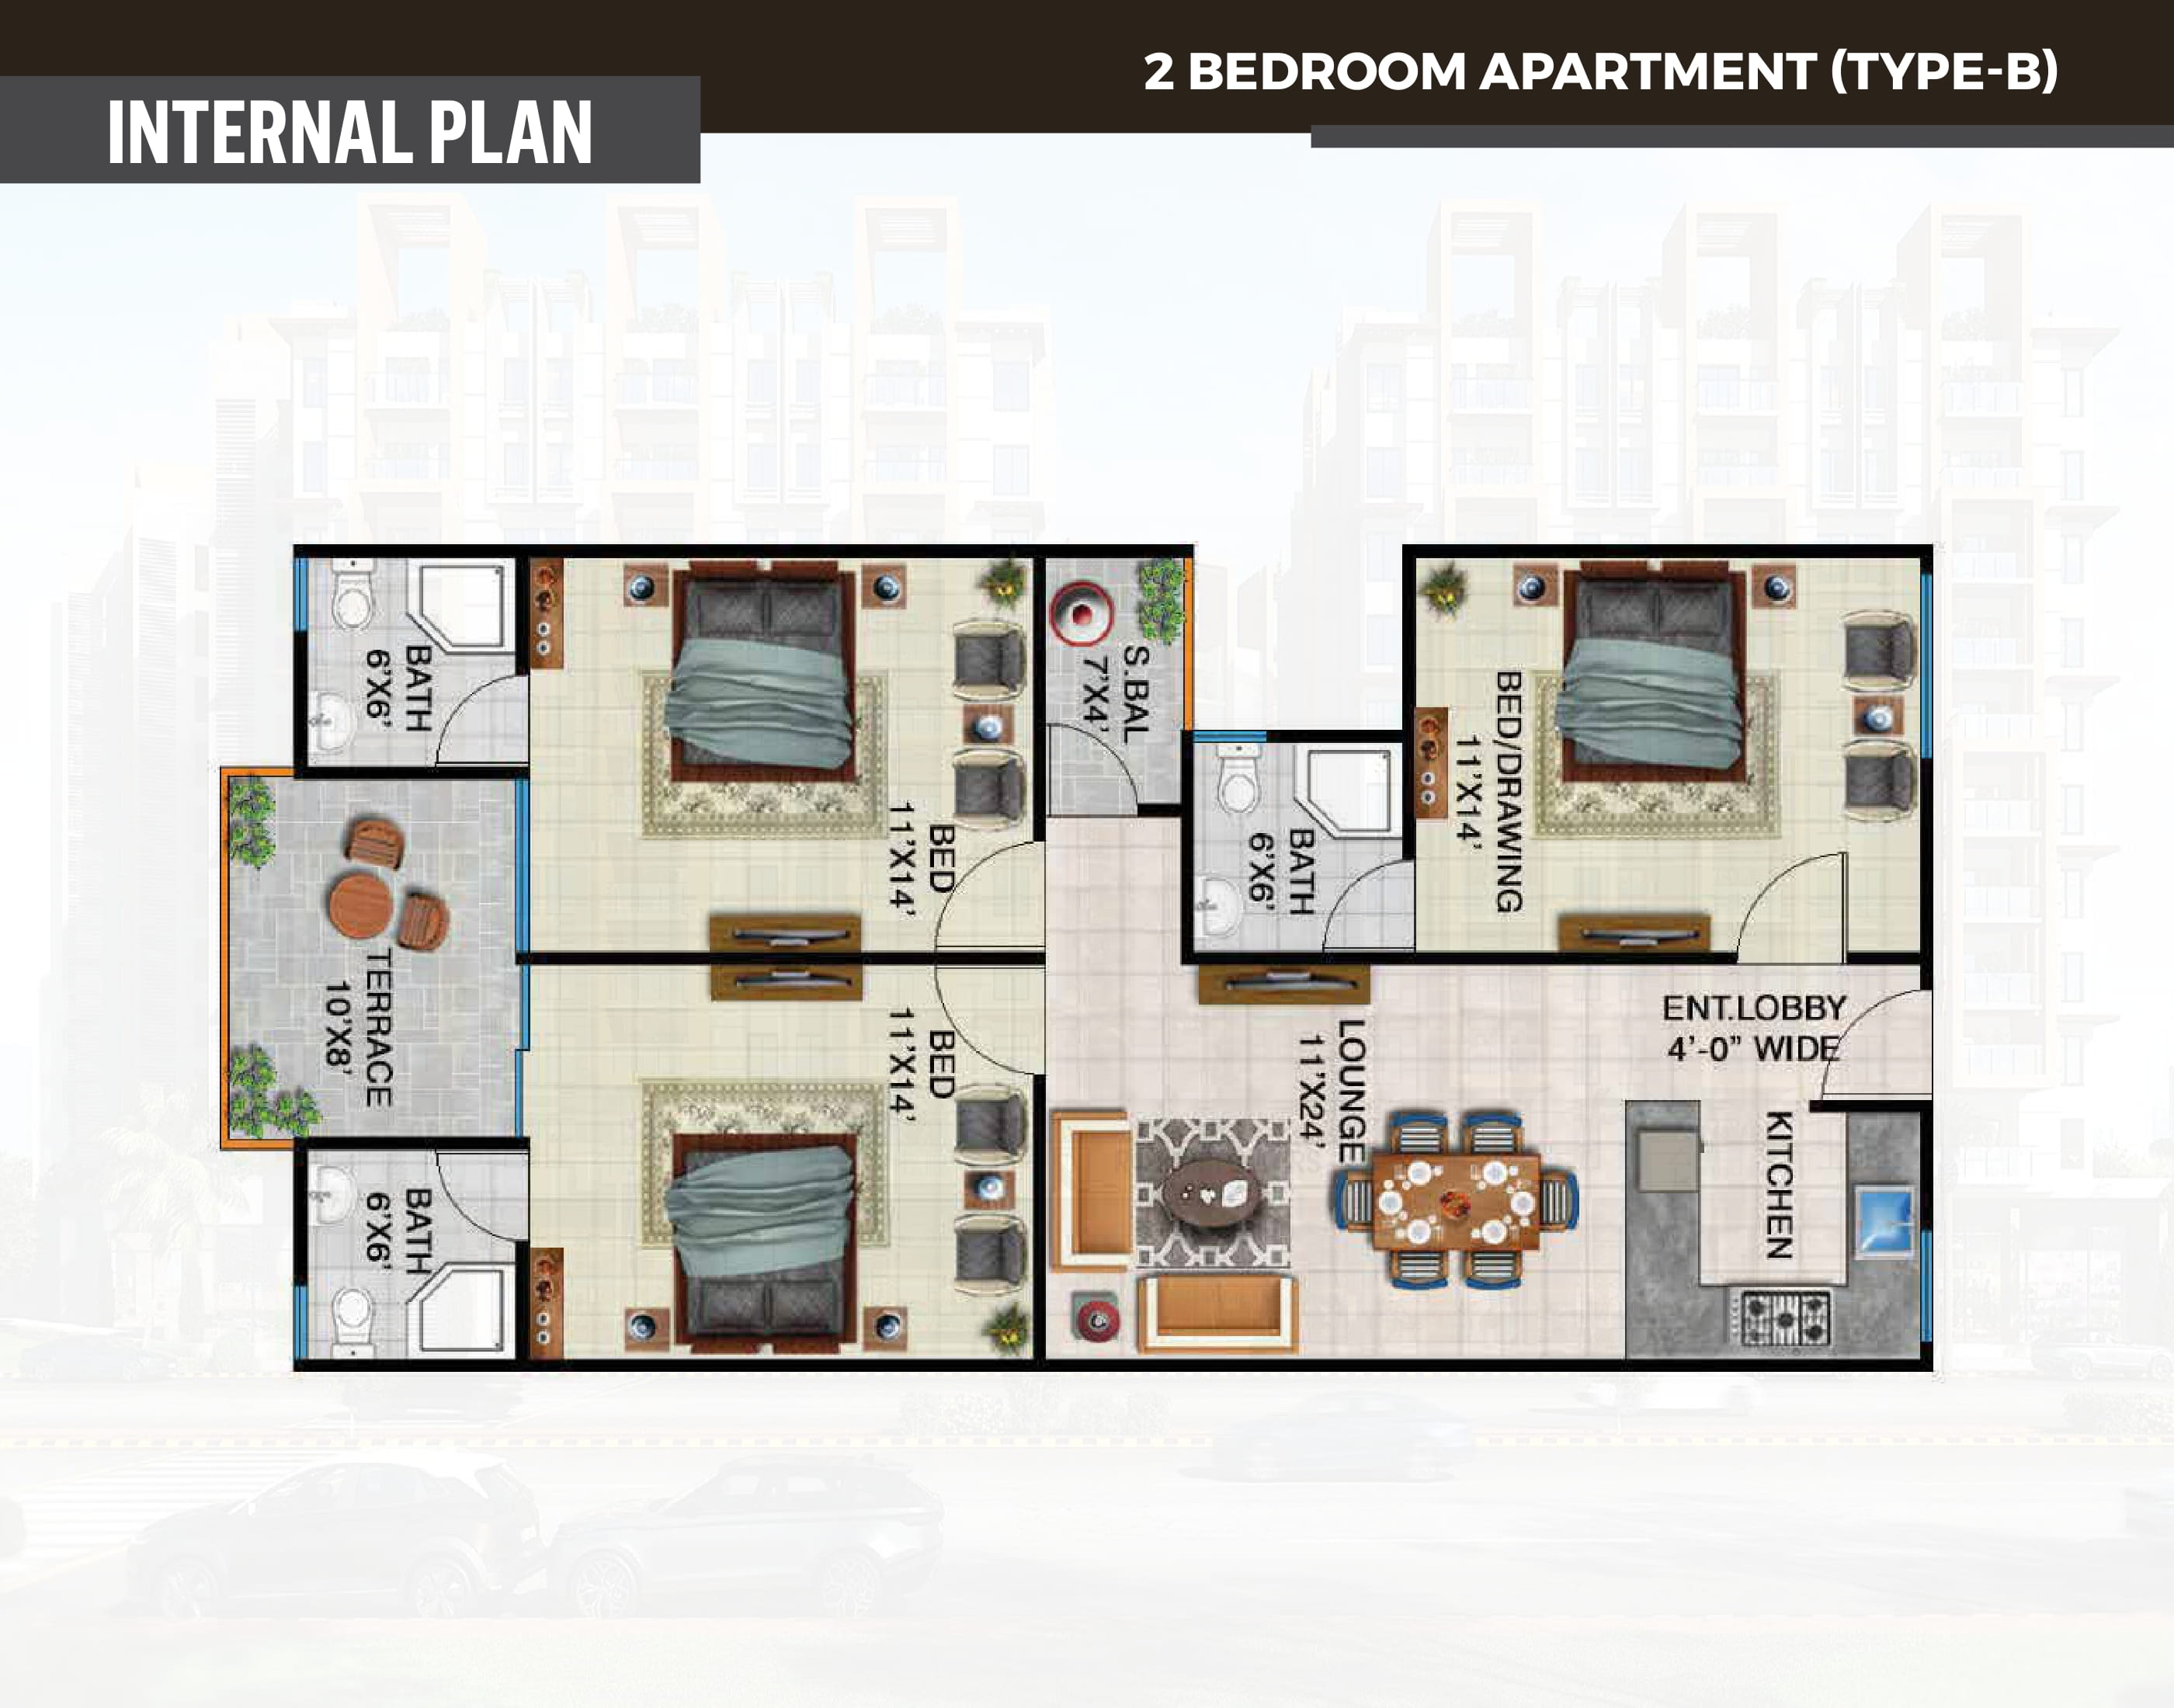 2 BEDROOM APARTMENT (TYPE-B)
INTERNAL PLAN
BATH
6'X6'
BED
11'X14'
S.BAL
7'X4'
BATH
6'X6'
BED/DRAWING
11'X14'
TERRACE
10'X8'
BED
11'X14'
LOUNGE
11'X24'
ENT.LOBBY
4'-0” WIDE
KITCHEN
BATH
6'X6'